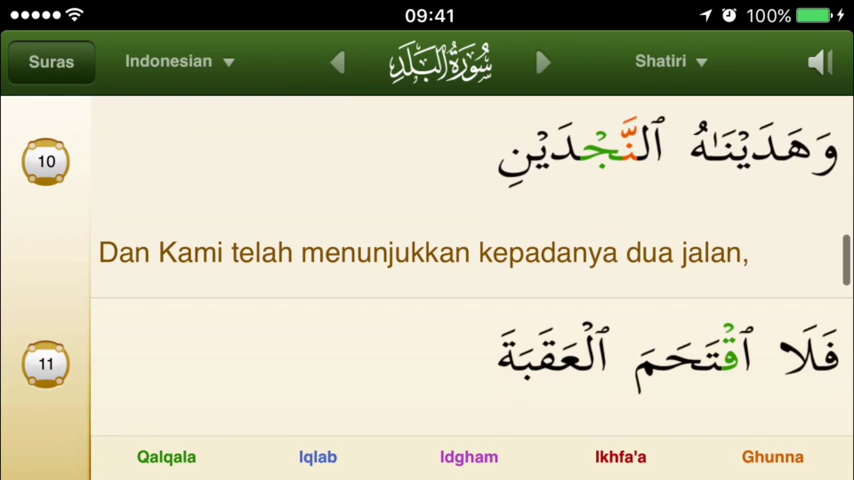 09:41
100%
Suras
Indonesian
سُورَةُ الْبَلَدِ
Shatiri
10
وَهَدَيْنَـٰهُ ٱلنَّجْدَيْنِ
Dan Kami telah menunjukkan kepadanya dua jalan,
11
فَلَا ٱقْتَحَمَ ٱلْعَقَبَةَ
Qalqala
Iqlab
Idgham
Ikhfa'a
Ghunna